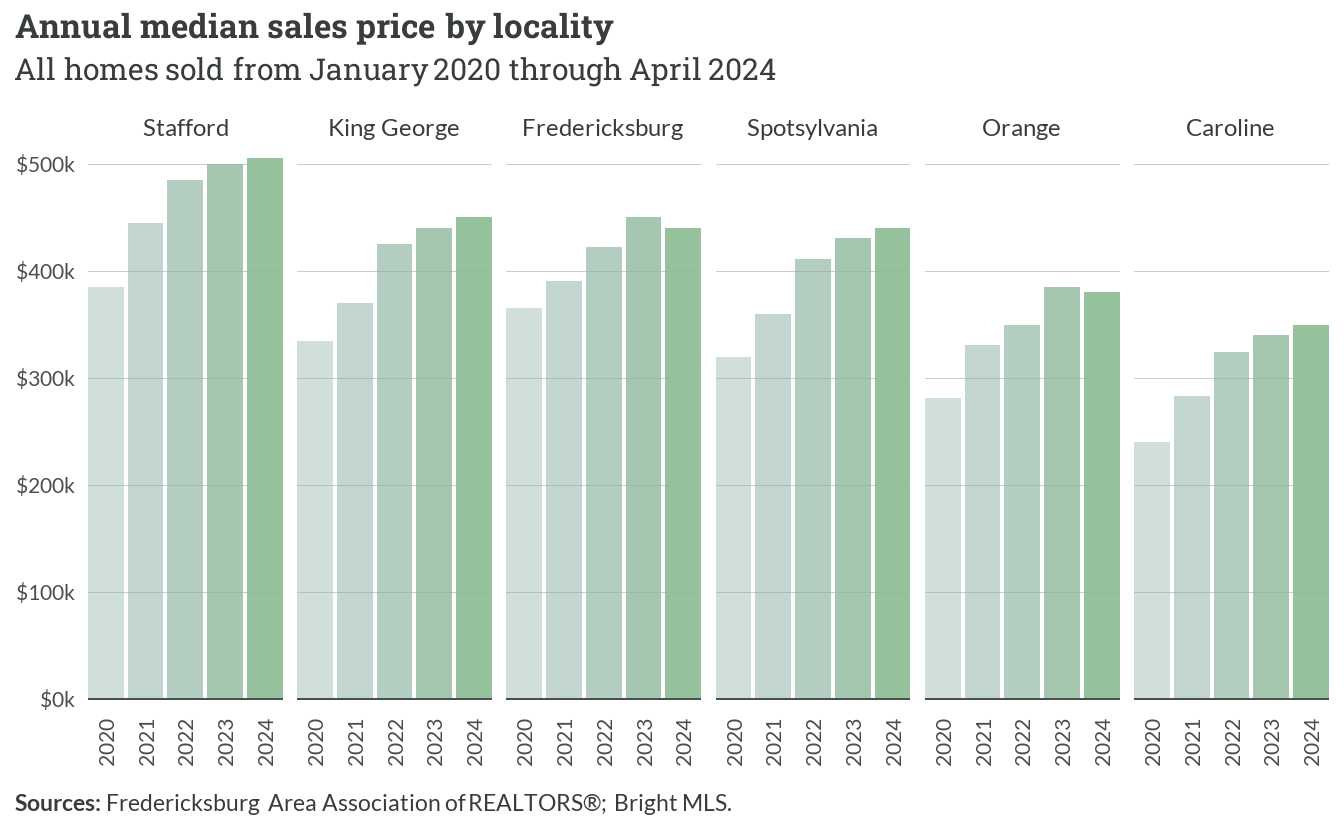 Annual median sales price by locality
All homes sold from January 2020 through April 2024
Stafford King George Fredericksburg Spotsylvania Orange Caroline
$500k
$400k
$300k
$200k
$100k
$0k
2020 2021 2022 2023 2024 2020 2021 2022 2023 2024 2020 2021 2022 2023 2024 2020 2021 2022 2023 2024 2020 2021 2022 2023 2024 2020 2021 2022 2023 2024
Sources: Fredericksburg Area Association of REALTORS®; Bright MLS.